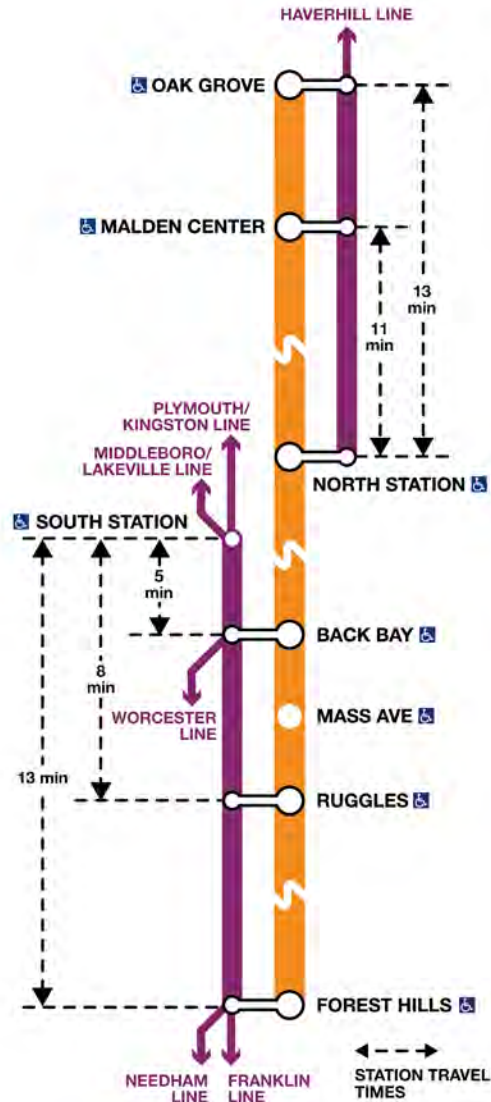 HAVERHILL LINE
OAK GROVE
MALDEN CENTER
13
min
11
min
PLYMOUTH/
KINGSTON LINE
MIDDLEBORO/
LAKEVILLE LINE
NORTH STATION
SOUTH STATION
5
min
BACK BAY
8
min
WORCESTER
LINE
MASS AVE
13 min
RUGGLES
FOREST HILLS
NEEDHAM
LINE
FRANKLIN
LINE
STATION TRAVEL
TIMES